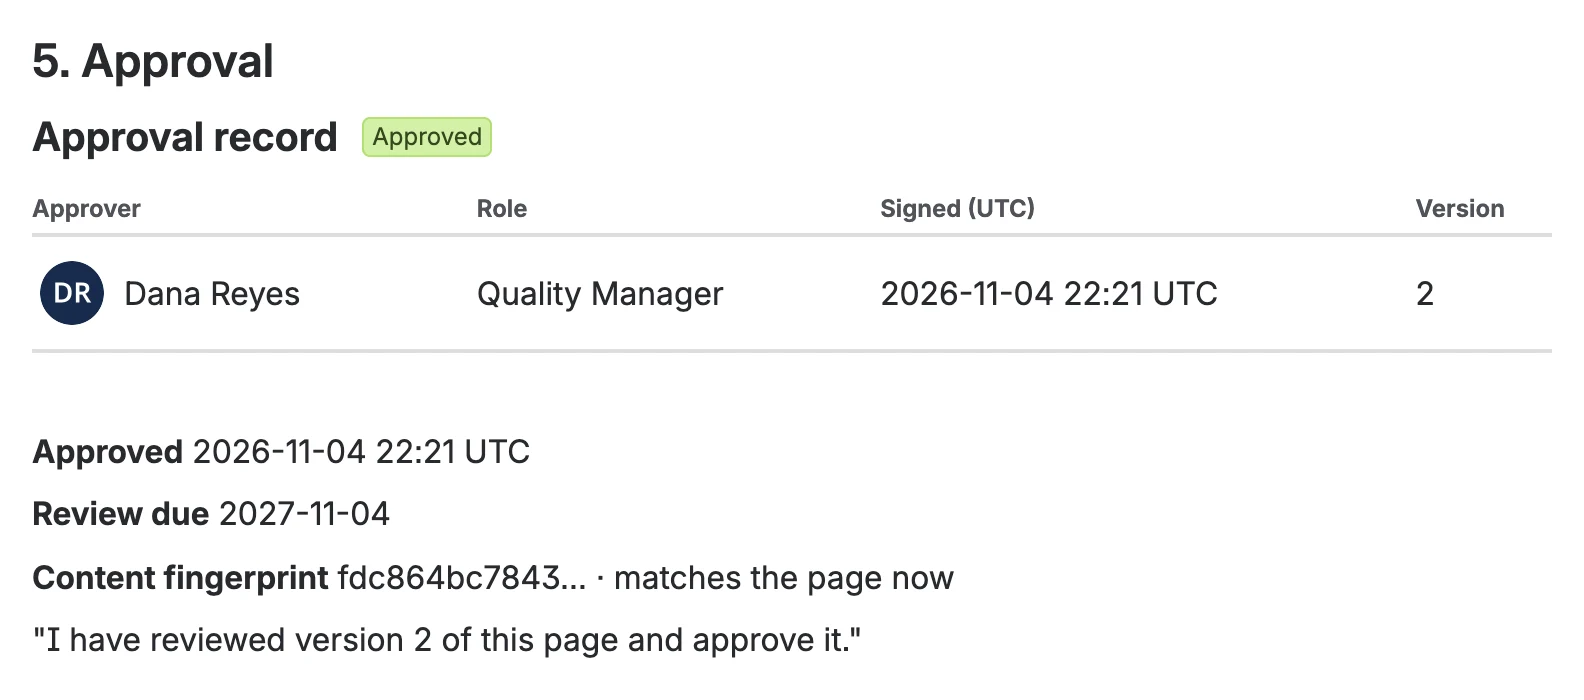 5. Approval
Approval record Approved
Approver Role Signed (UTC) Version
DR Dana Reyes Quality Manager 2026-11-04 22:21 UTC 2
Approved 2026-11-04 22:21 UTC
Review due 2027-11-04
Content fingerprint fdc864bc7843... · matches the page now
"I have reviewed version 2 of this page and approve it."